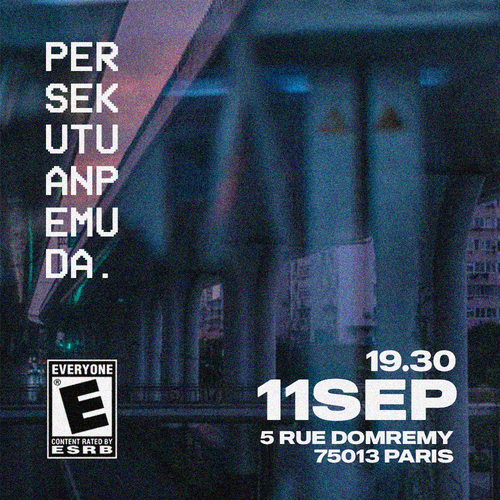 PER
SEK
UTU
ANP
EMU
DA.
EVERYONE
E
®
CONTENT RATED BY
ESRB
19.30
11SEP
5 RUE DOMREMY
75013 PARIS